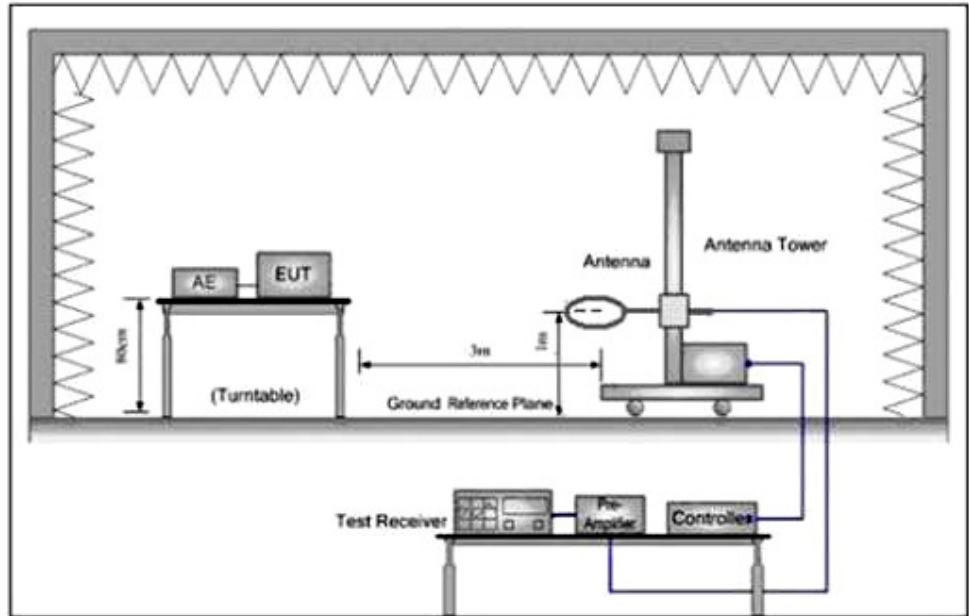 Antenna Tower
Antenna
AE
EUT
80cm
3m
1m
(Turntable)
Ground Reference Plane
Test Receiver
Pre-
Amplifier
Controller